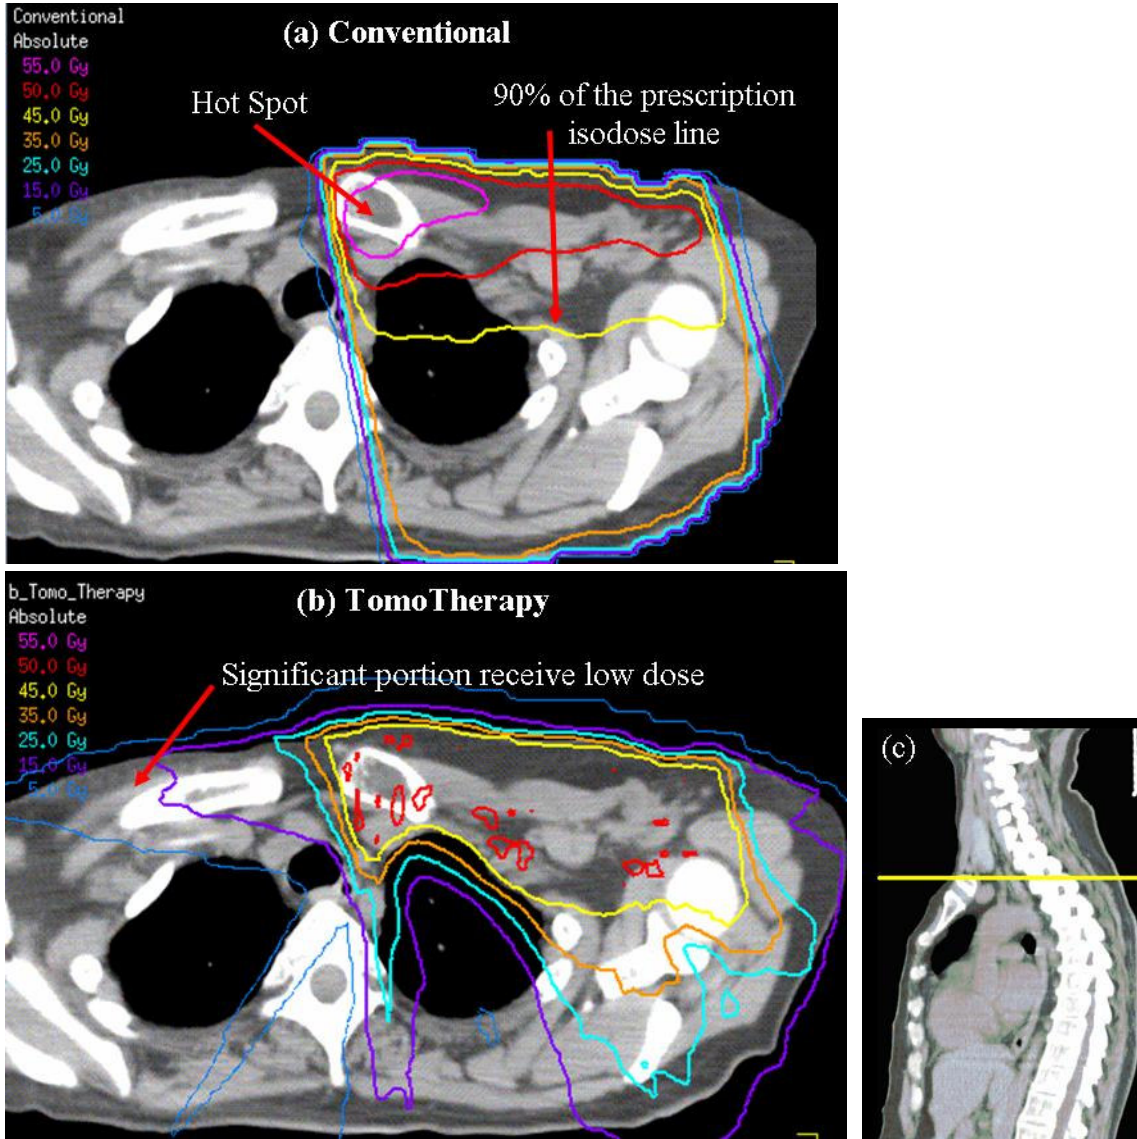 Conventional
(a) Conventional
Absolute
55.0 Gy
50.0 Gy
45.0 Gy
35.0 Gy
25.0 Gy
15.0 Gy
5.0 Gy
Hot Spot
90% of the prescription
isodose line
b_Tomo_Therapy
(b) TomoTherapy
Absolute
55.0 Gy
50.0 Gy
45.0 Gy
35.0 Gy
25.0 Gy
15.0 Gy
5.0 Gy
Significant portion receive low dose
(c)